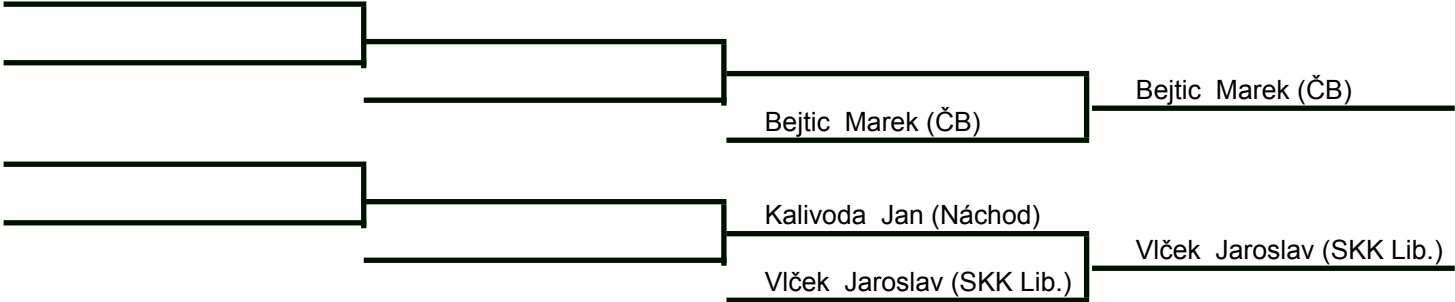 Bejtic Marek (ČB)
Bejtic Marek (ČB)
Kalivoda Jan (Náchod)
Vlček Jaroslav (SKK Lib.)
Vlček Jaroslav (SKK Lib.)